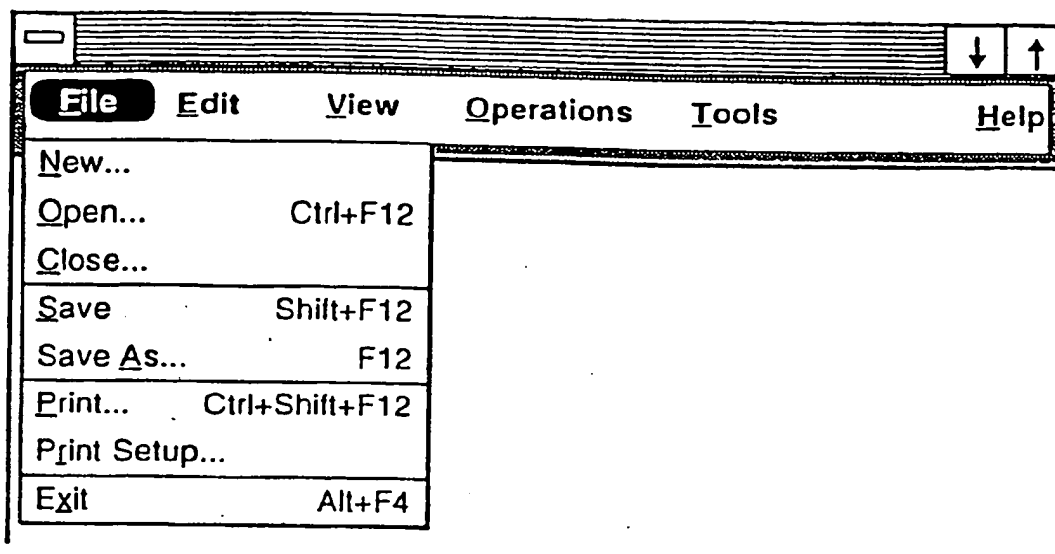 File Edit View Operations Tools Help
New...
Open... Ctrl+F12
Close...
Save Shift+F12
Save As... F12
Print... Ctrl+Shift+F12
Print Setup...
Exit Alt+F4